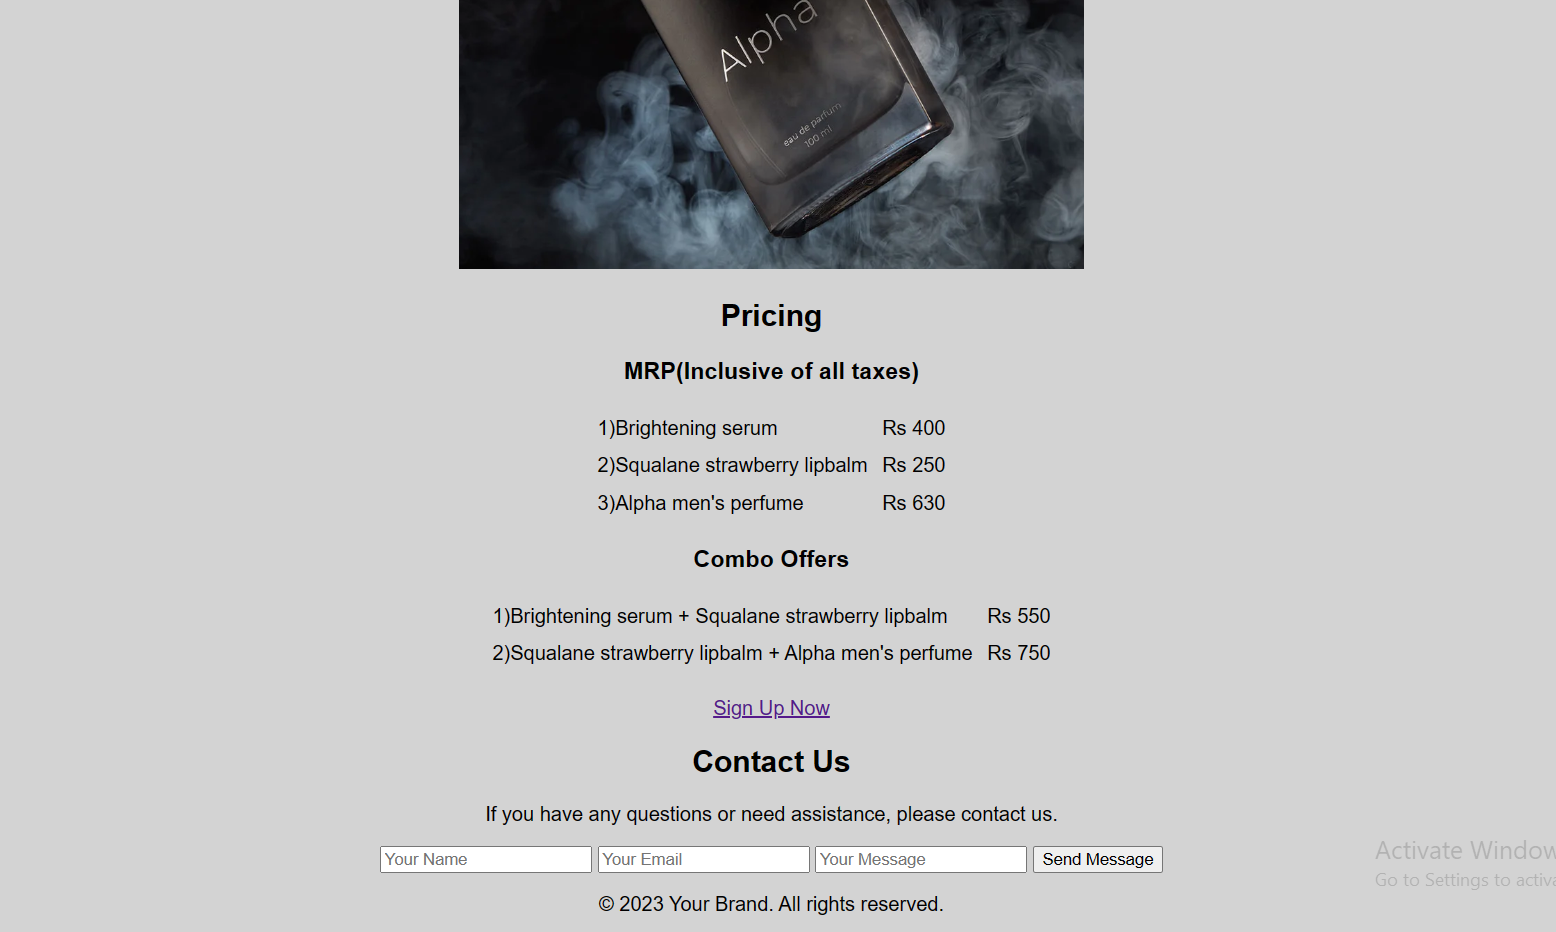 Alpha
eau de parfum
100 ml
Pricing
MRP(Inclusive of all taxes)
1)Brightening serum Rs 400
2)Squalane strawberry lipbalm Rs 250
3)Alpha men's perfume Rs 630
Combo Offers
1)Brightening serum + Squalane strawberry lipbalm Rs 550
2)Squalane strawberry lipbalm + Alpha men's perfume Rs 750
Sign Up Now
Contact Us
If you have any questions or need assistance, please contact us.
Your Name Your Email Your Message Send Message
© 2023 Your Brand. All rights reserved.
Activate Window
Go to Settings to activa